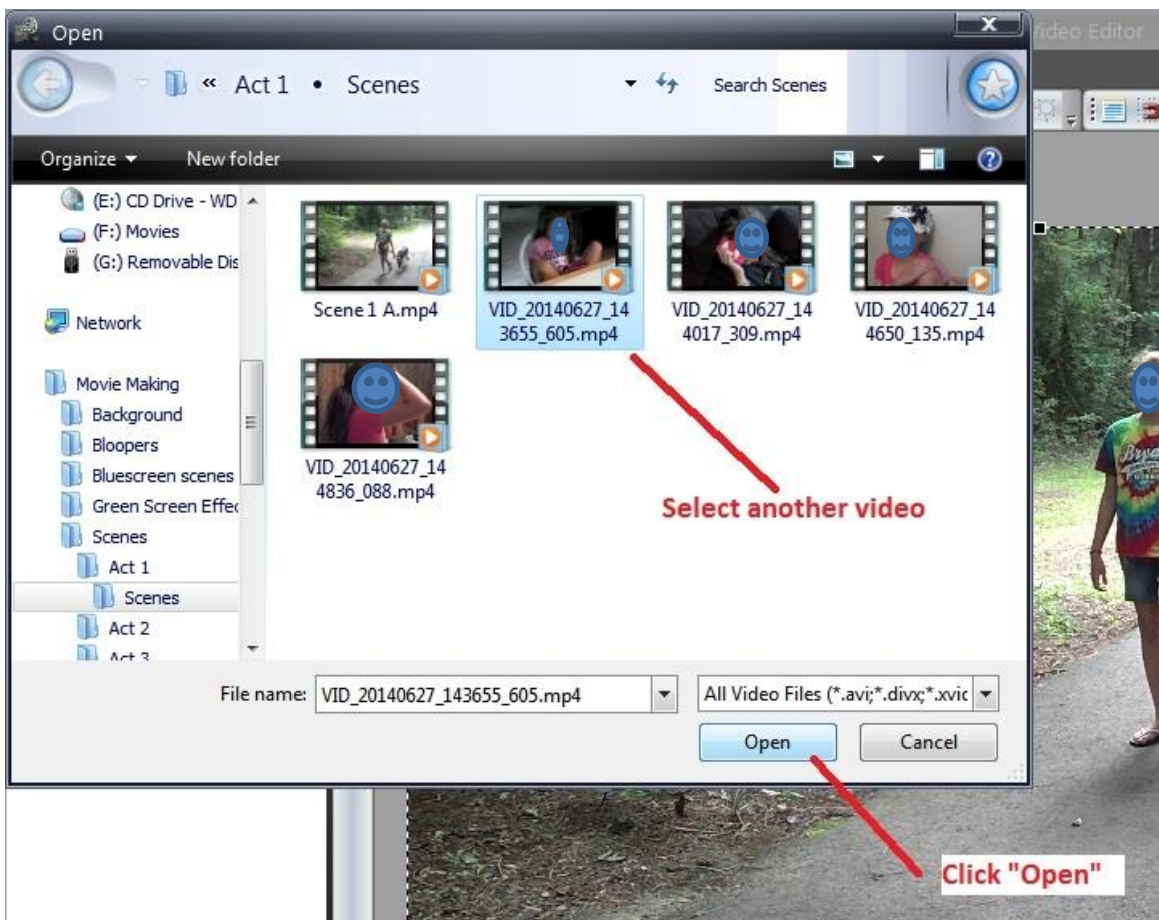 Open
Video Editor
« Act 1 • Scenes
Search Scenes
Organize
New folder
(E:) CD Drive - WD
(F:) Movies
(G:) Removable Dis
Network
Movie Making
Background
Bloopers
Bluescreen scenes
Green Screen Effec
Scenes
Act 1
Scenes
Act 2
Act 3
Scene 1 A.mp4
VID_20140627_14
3655_605.mp4
VID_20140627_14
4017_309.mp4
VID_20140627_14
4650_135.mp4
VID_20140627_14
4836_088.mp4
Select another video
File name:
VID_20140627_143655_605.mp4
All Video Files (*.avi;*.divx;*.xvic
Open
Cancel
Click "Open"